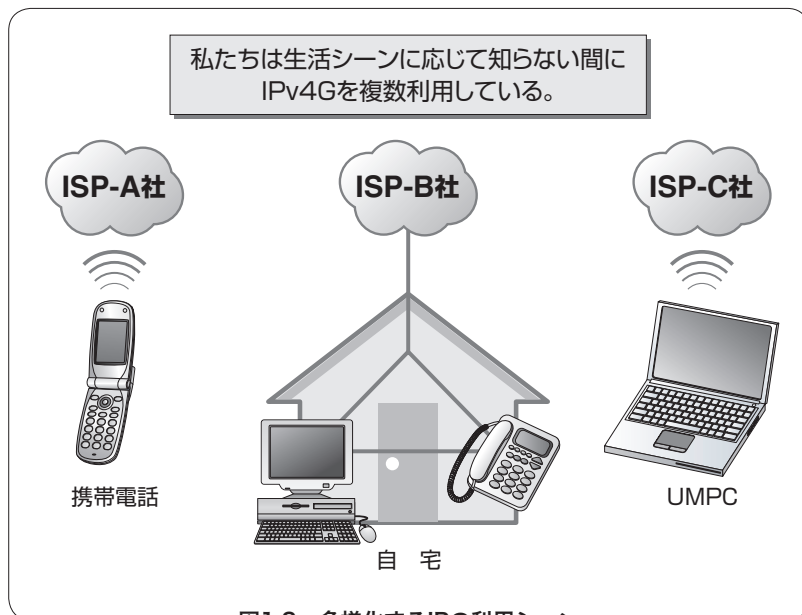 私たちは生活シーンに応じて知らない間に
IPv4Gを複数利用している。
ISP-A社
ISP-B社
ISP-C社
携帯電話
UMPC
自 宅